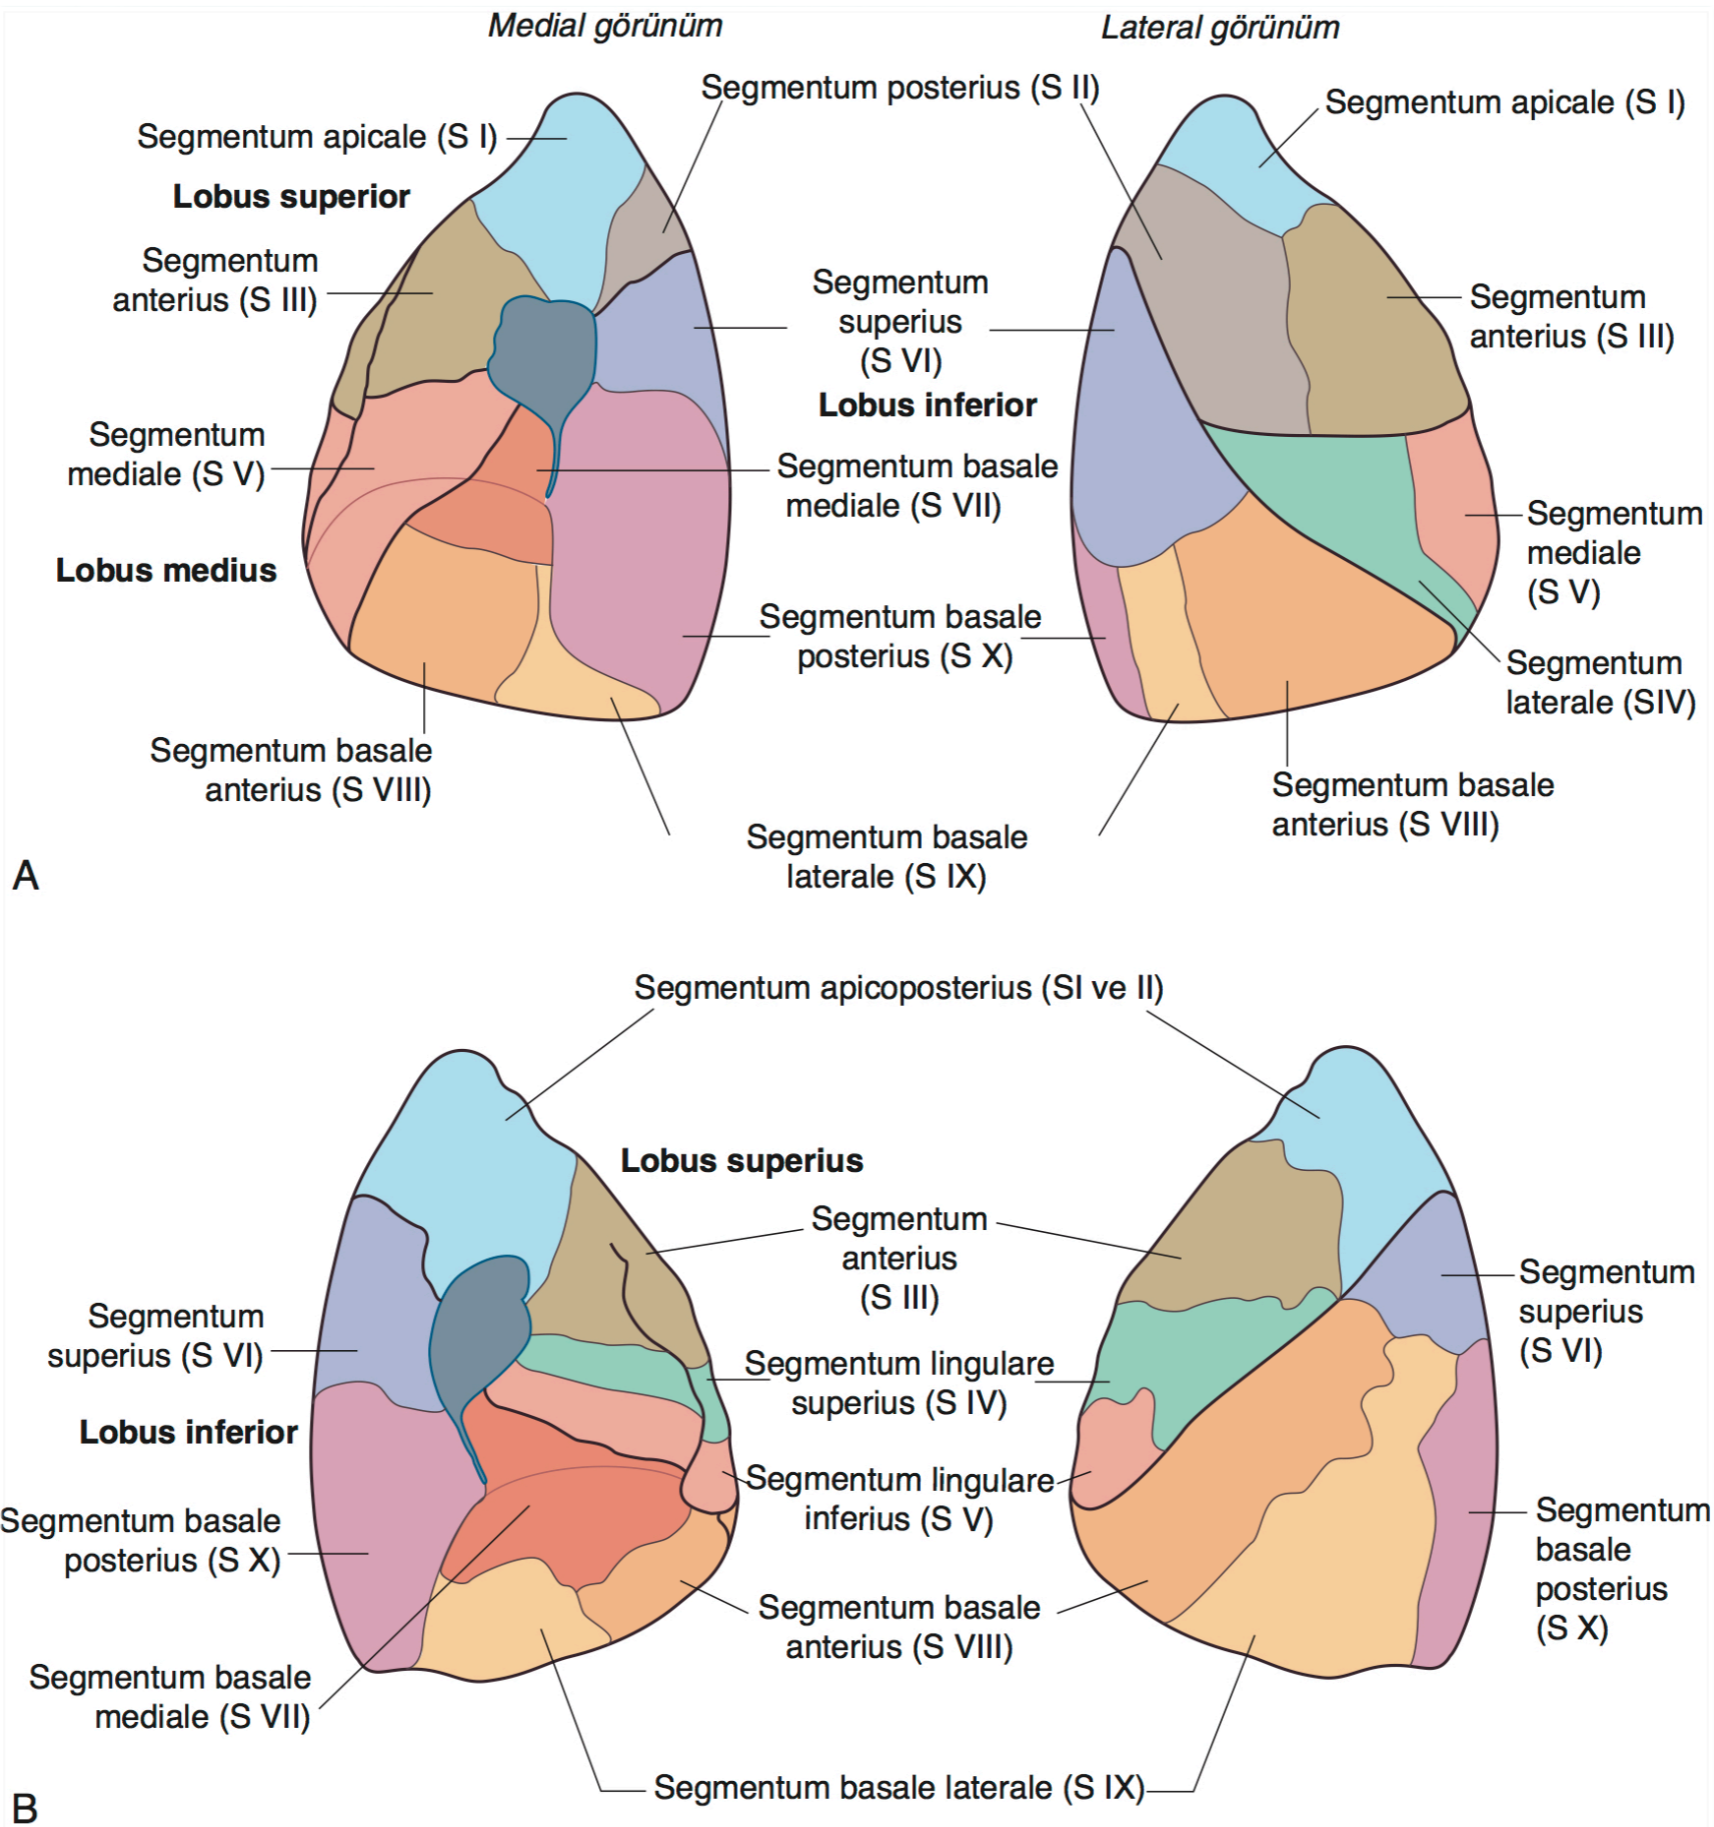 Medial görünüm
Lateral görünüm
Segmentum posterius (S II)
Segmentum apicale (S I)
Segmentum apicale (S I)
Lobus superior
Segmentum
anterius (S III)
Segmentum
superius
(S VI)
Segmentum
anterius (S III)
Lobus inferior
Segmentum
mediale (S V)
Segmentum basale
mediale (S VII)
Segmentum
mediale
(S V)
Lobus medius
Segmentum basale
posterius (S X)
Segmentum
laterale (SIV)
Segmentum basale
anterius (S VIII)
Segmentum basale
anterius (S VIII)
Segmentum basale
laterale (S IX)
A
Segmentum apicoposterius (SI ve II)
Lobus superius
Segmentum
anterius
(S III)
Segmentum
superius (S VI)
Segmentum
superius
(S VI)
Segmentum lingulare
superius (S IV)
Lobus inferior
Segmentum lingulare
inferius (S V)
Segmentum basale
posterius (S X)
Segmentum
basale
posterius
(S X)
Segmentum basale
anterius (S VIII)
Segmentum basale
mediale (S VII)
Segmentum basale laterale (S IX)
B